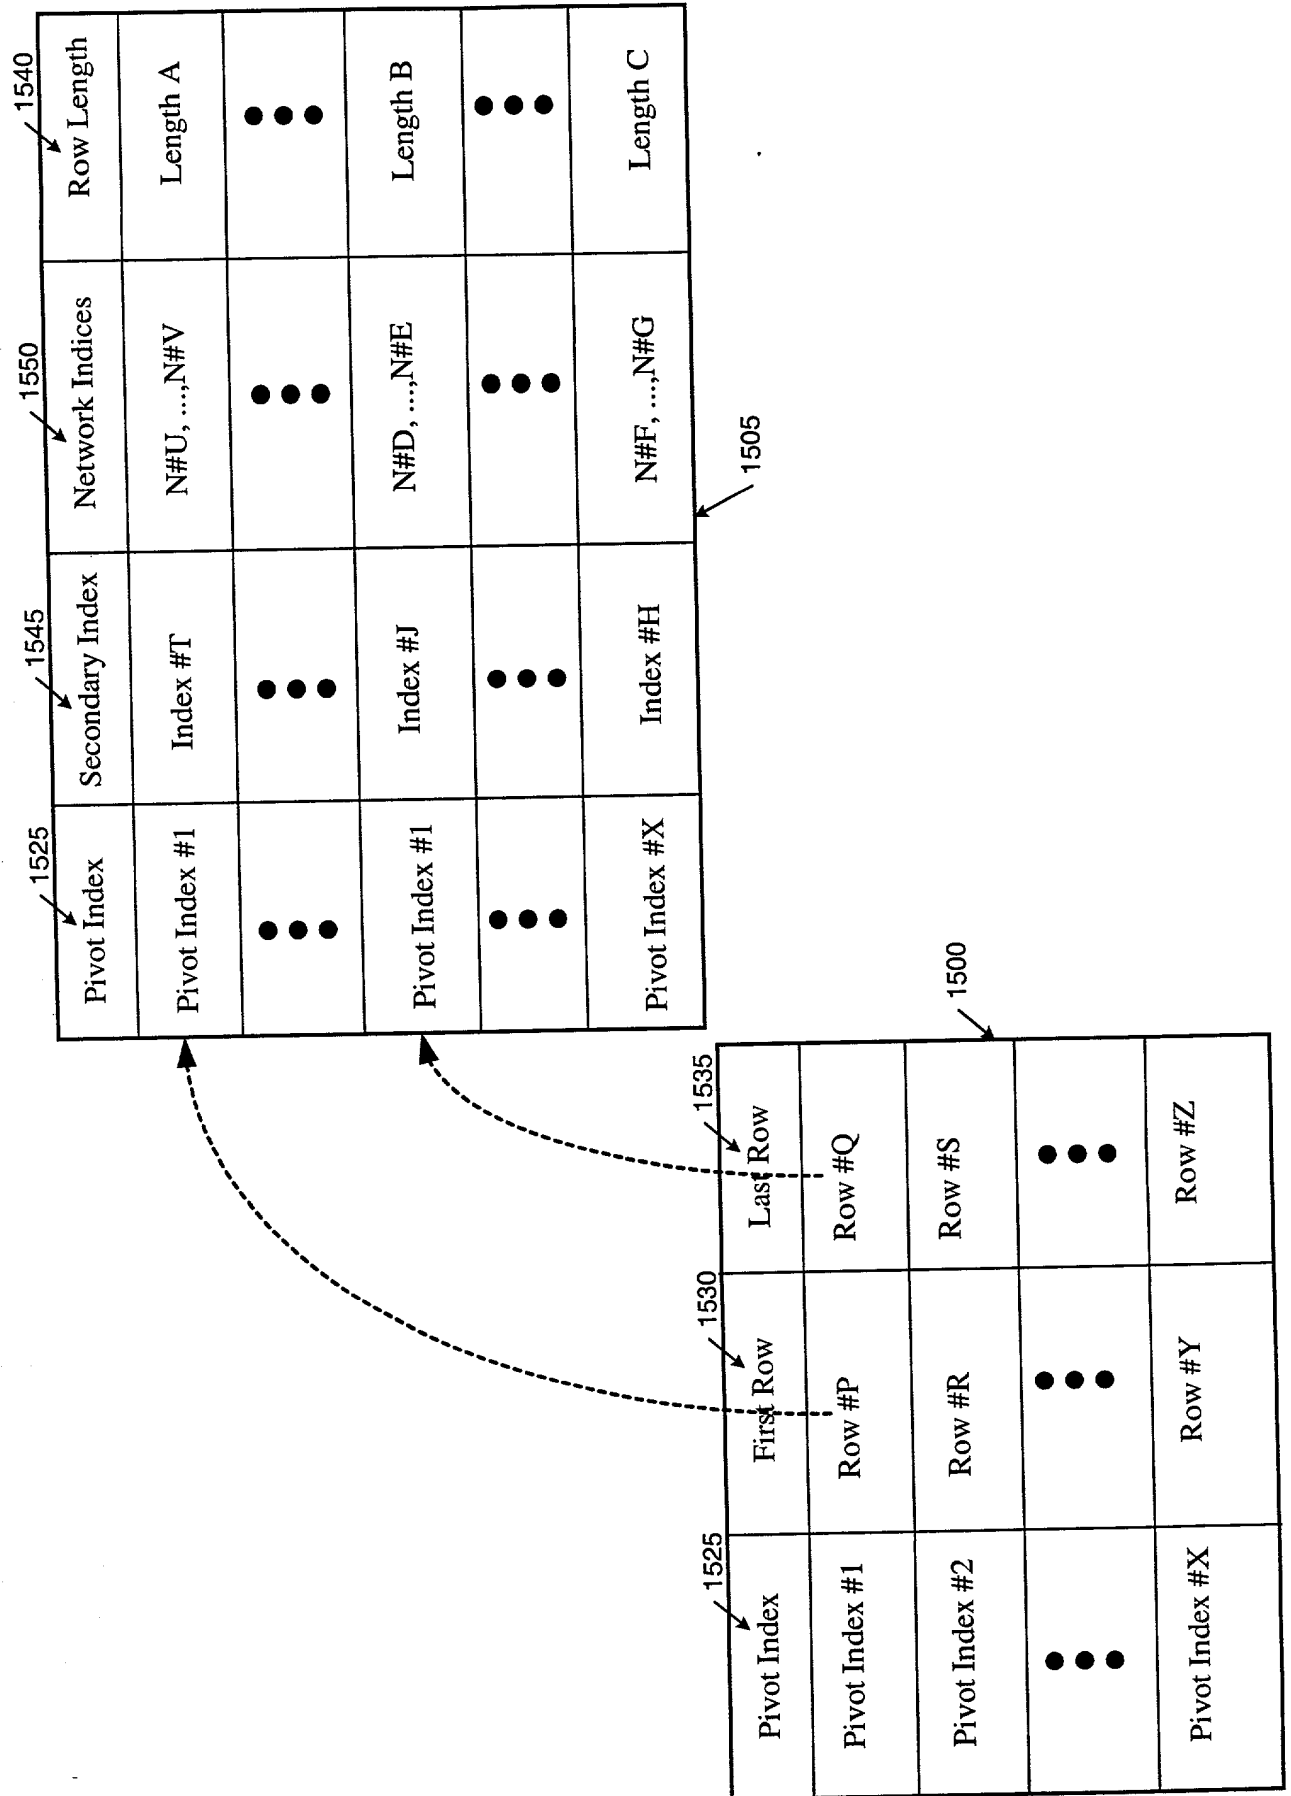 1525
1530
1535
Pivot Index First Row Last Row
Pivot Index #1 Row #P Row #Q
Pivot Index #2 Row #R Row #S
Pivot Index #X Row #Y Row #Z
1500
1525
1545
1550
1540
Pivot Index Secondary Index Network Indices Row Length
Pivot Index #1 Index #T N#U, ...,N#V Length A
Pivot Index #1 Index #J N#D, ...,N#E Length B
Pivot Index #X Index #H N#F, ...,N#G Length C
1505